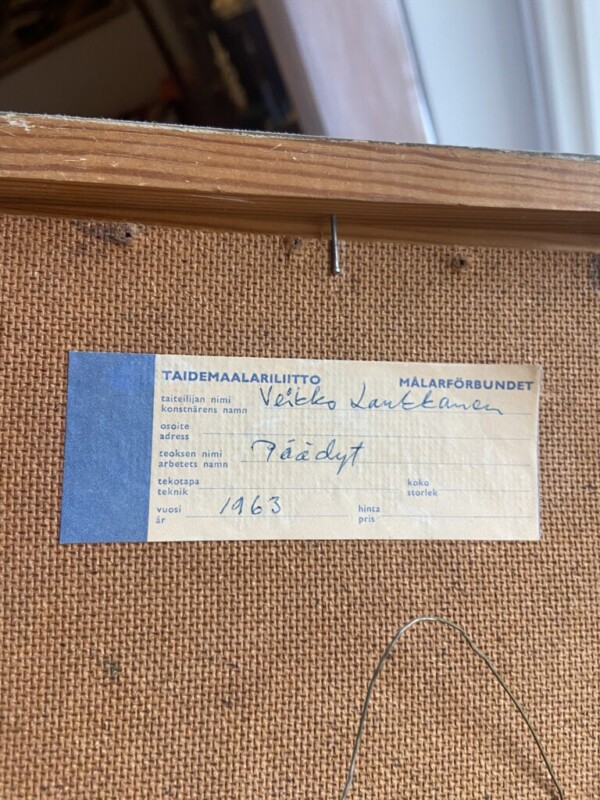 TAIDEMAALARILIITTO MÅLARFÖRBUNDET
taiteilijan nimi Veikko Laukkanen
konstnärens namn
osoite
adress
teoksen nimi Päädyt
arbetets namn
tekotapa koko
teknik storlek
vuosi 1963 hinta
år pris